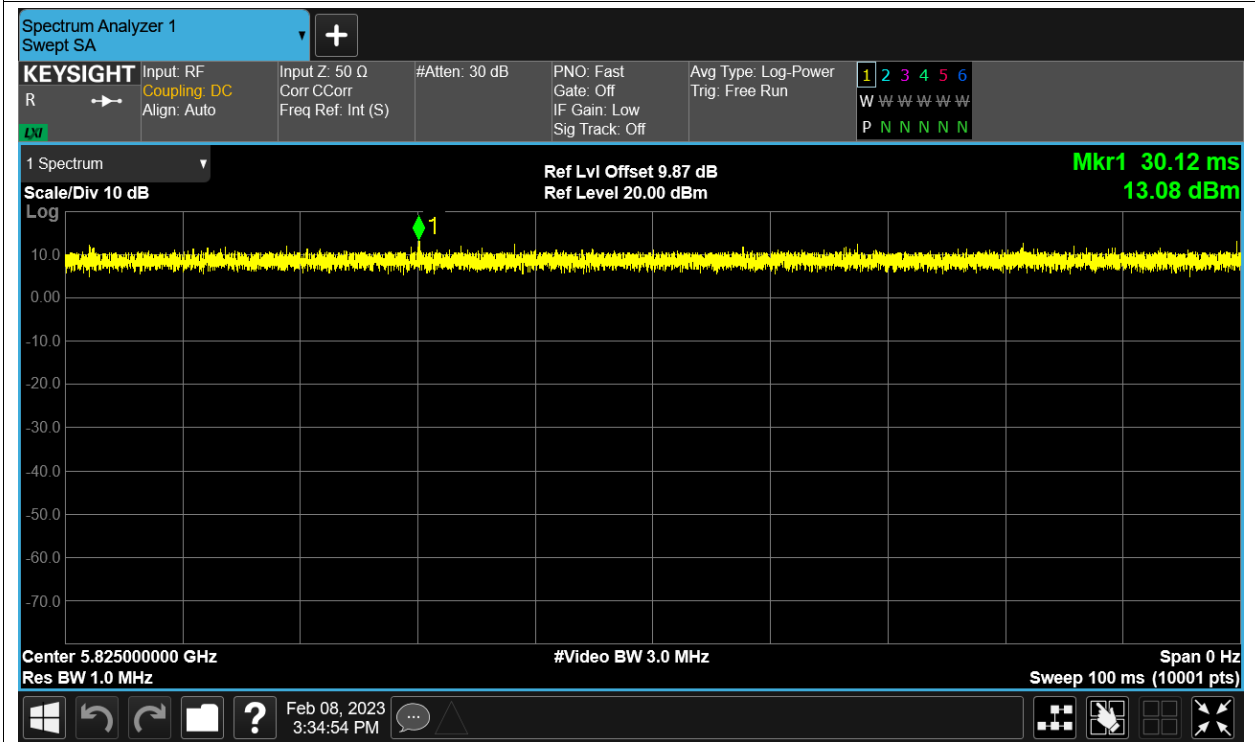 Spectrum Analyzer 1
Swept SA
KEYSIGHT
R
LXI
Input: RF
Coupling: DC
Align: Auto
Input Z: 50 Ω
Corr CCorr
Freq Ref: Int (S)
#Atten: 30 dB
PNO: Fast
Gate: Off
IF Gain: Low
Sig Track: Off
Avg Type: Log-Power
Trig: Free Run
1 2 3 4 5 6
W W W W W W
P N N N N N
1 Spectrum
Scale/Div 10 dB
Ref Lvl Offset 9.87 dB
Ref Level 20.00 dBm
Mkr1 30.12 ms
13.08 dBm
Log
1
10.0
0.00
-10.0
-20.0
-30.0
-40.0
-50.0
-60.0
-70.0
Center 5.825000000 GHz
#Video BW 3.0 MHz
Span 0 Hz
Res BW 1.0 MHz
Sweep 100 ms (10001 pts)
?
Feb 08, 2023
3:34:54 PM